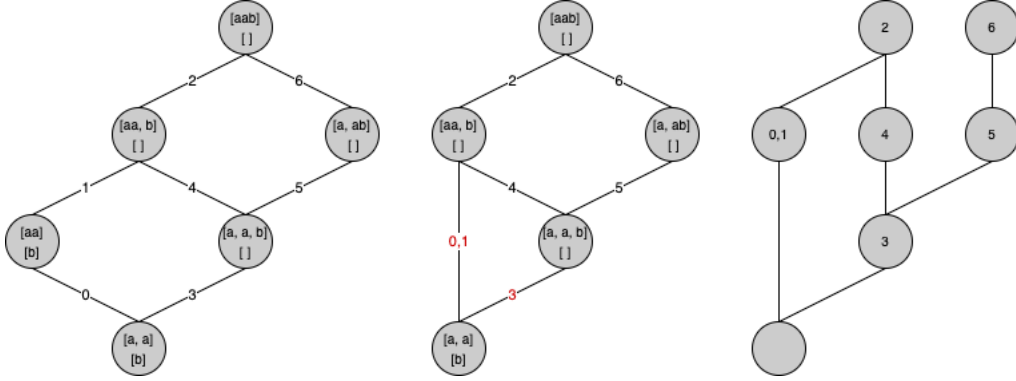 [aab]
[ ]
2
6
[aa, b]
[ ]
[a, ab]
[ ]
1
4
5
[aa]
[b]
[a, a, b]
[ ]
0
3
[a, a]
[b]
[aab]
[ ]
2
6
[aa, b]
[ ]
[a, ab]
[ ]
4
5
0,1
[a, a, b]
[ ]
3
[a, a]
[b]
2
6
0,1
4
5
3